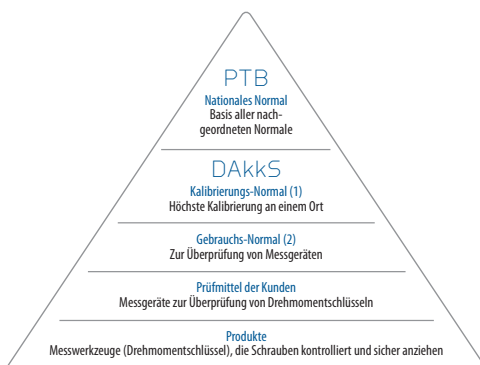 PTB
Nationales Normal
Basis aller nach-
geordneten Normale
DAkkS
Kalibrierungs-Normal (1)
Höchste Kalibrierung an einem Ort
Gebrauchs-Normal (2)
Zur Überprüfung von Messgeräten
Prüfmittel der Kunden
Messgeräte zur Überprüfung von Drehmomentschlüsseln
Produkte
Messwerkzeuge (Drehmomentschlüssel), die Schrauben kontrolliert und sicher anziehen